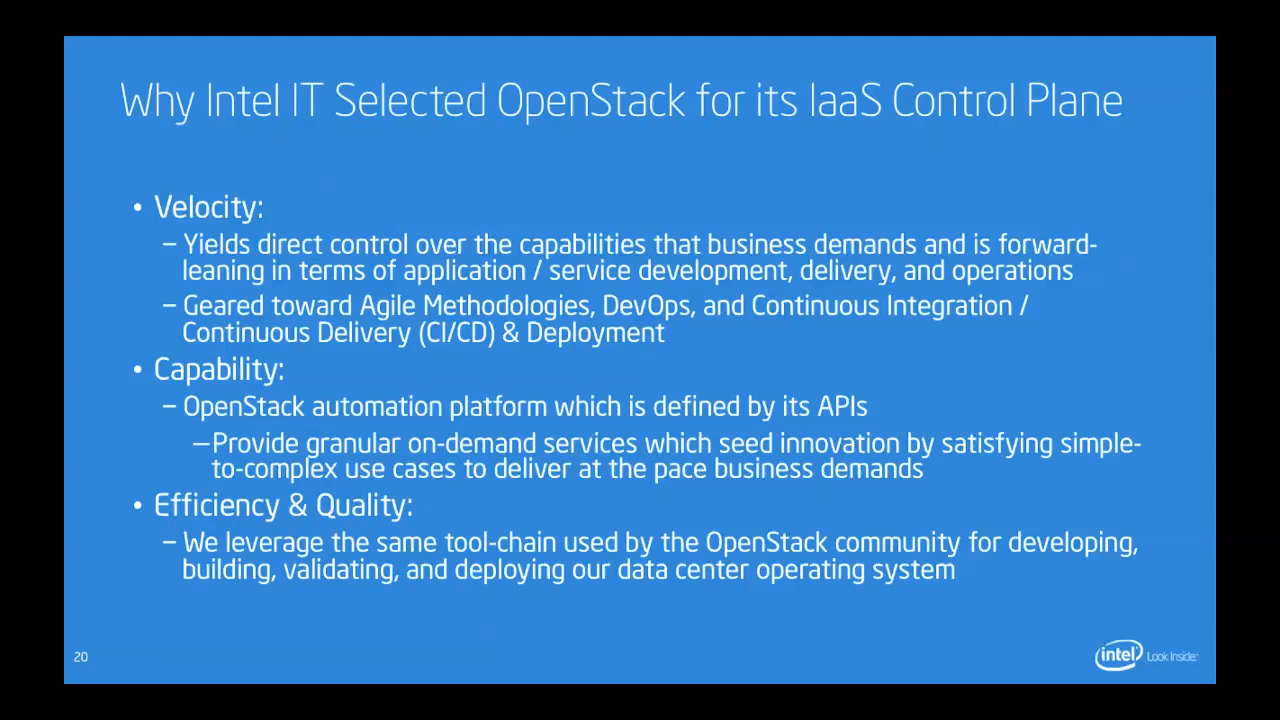 Why Intel IT Selected OpenStack for its IaaS Control Plane
• Velocity:
– Yields direct control over the capabilities that business demands and is forward-
leaning in terms of application / service development, delivery, and operations
– Geared toward Agile Methodologies, DevOps, and Continuous Integration /
Continuous Delivery (CI/CD) & Deployment
• Capability:
– OpenStack automation platform which is defined by its APIs
–Provide granular on-demand services which seed innovation by satisfying simple-
to-complex use cases to deliver at the pace business demands
• Efficiency & Quality:
– We leverage the same tool-chain used by the OpenStack community for developing,
building, validating, and deploying our data center operating system
20
intel Look Inside.™